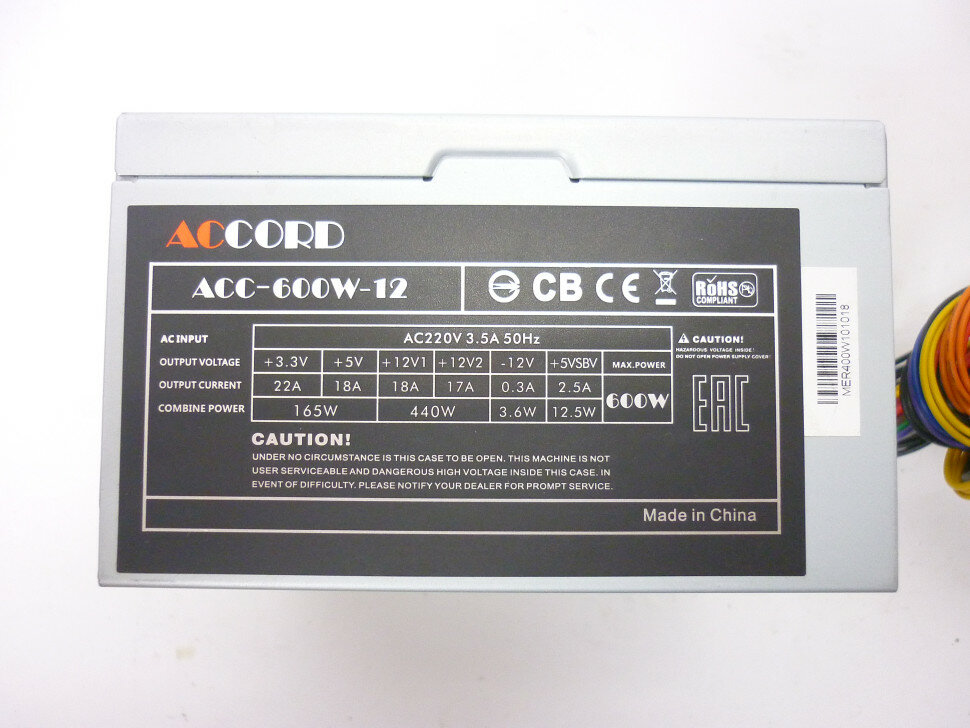 ACCORD
ACC-600W-12
CB CE
RoHS
COMPLIANT
Pb
AC INPUT AC220V 3.5A 50Hz
OUTPUT VOLTAGE +3.3V +5V +12V1 +12V2 -12V +5VSBV MAX.POWER
OUTPUT CURRENT 22A 18A 18A 17A 0.3A 2.5A 600W
COMBINE POWER 165W 440W 3.6W 12.5W
CAUTION!
HAZARDOUS VOLTAGE INSIDE!
DO NOT OPEN POWER SUPPLY COVER!
EAC
CAUTION!
UNDER NO CIRCUMSTANCE IS THIS CASE TO BE OPEN. THIS MACHINE IS NOT
USER SERVICEABLE AND DANGEROUS HIGH VOLTAGE INSIDE THIS CASE. IN
EVENT OF DIFFICULTY. PLEASE NOTIFY YOUR DEALER FOR PROMPT SERVICE.
Made in China
MER400W101018